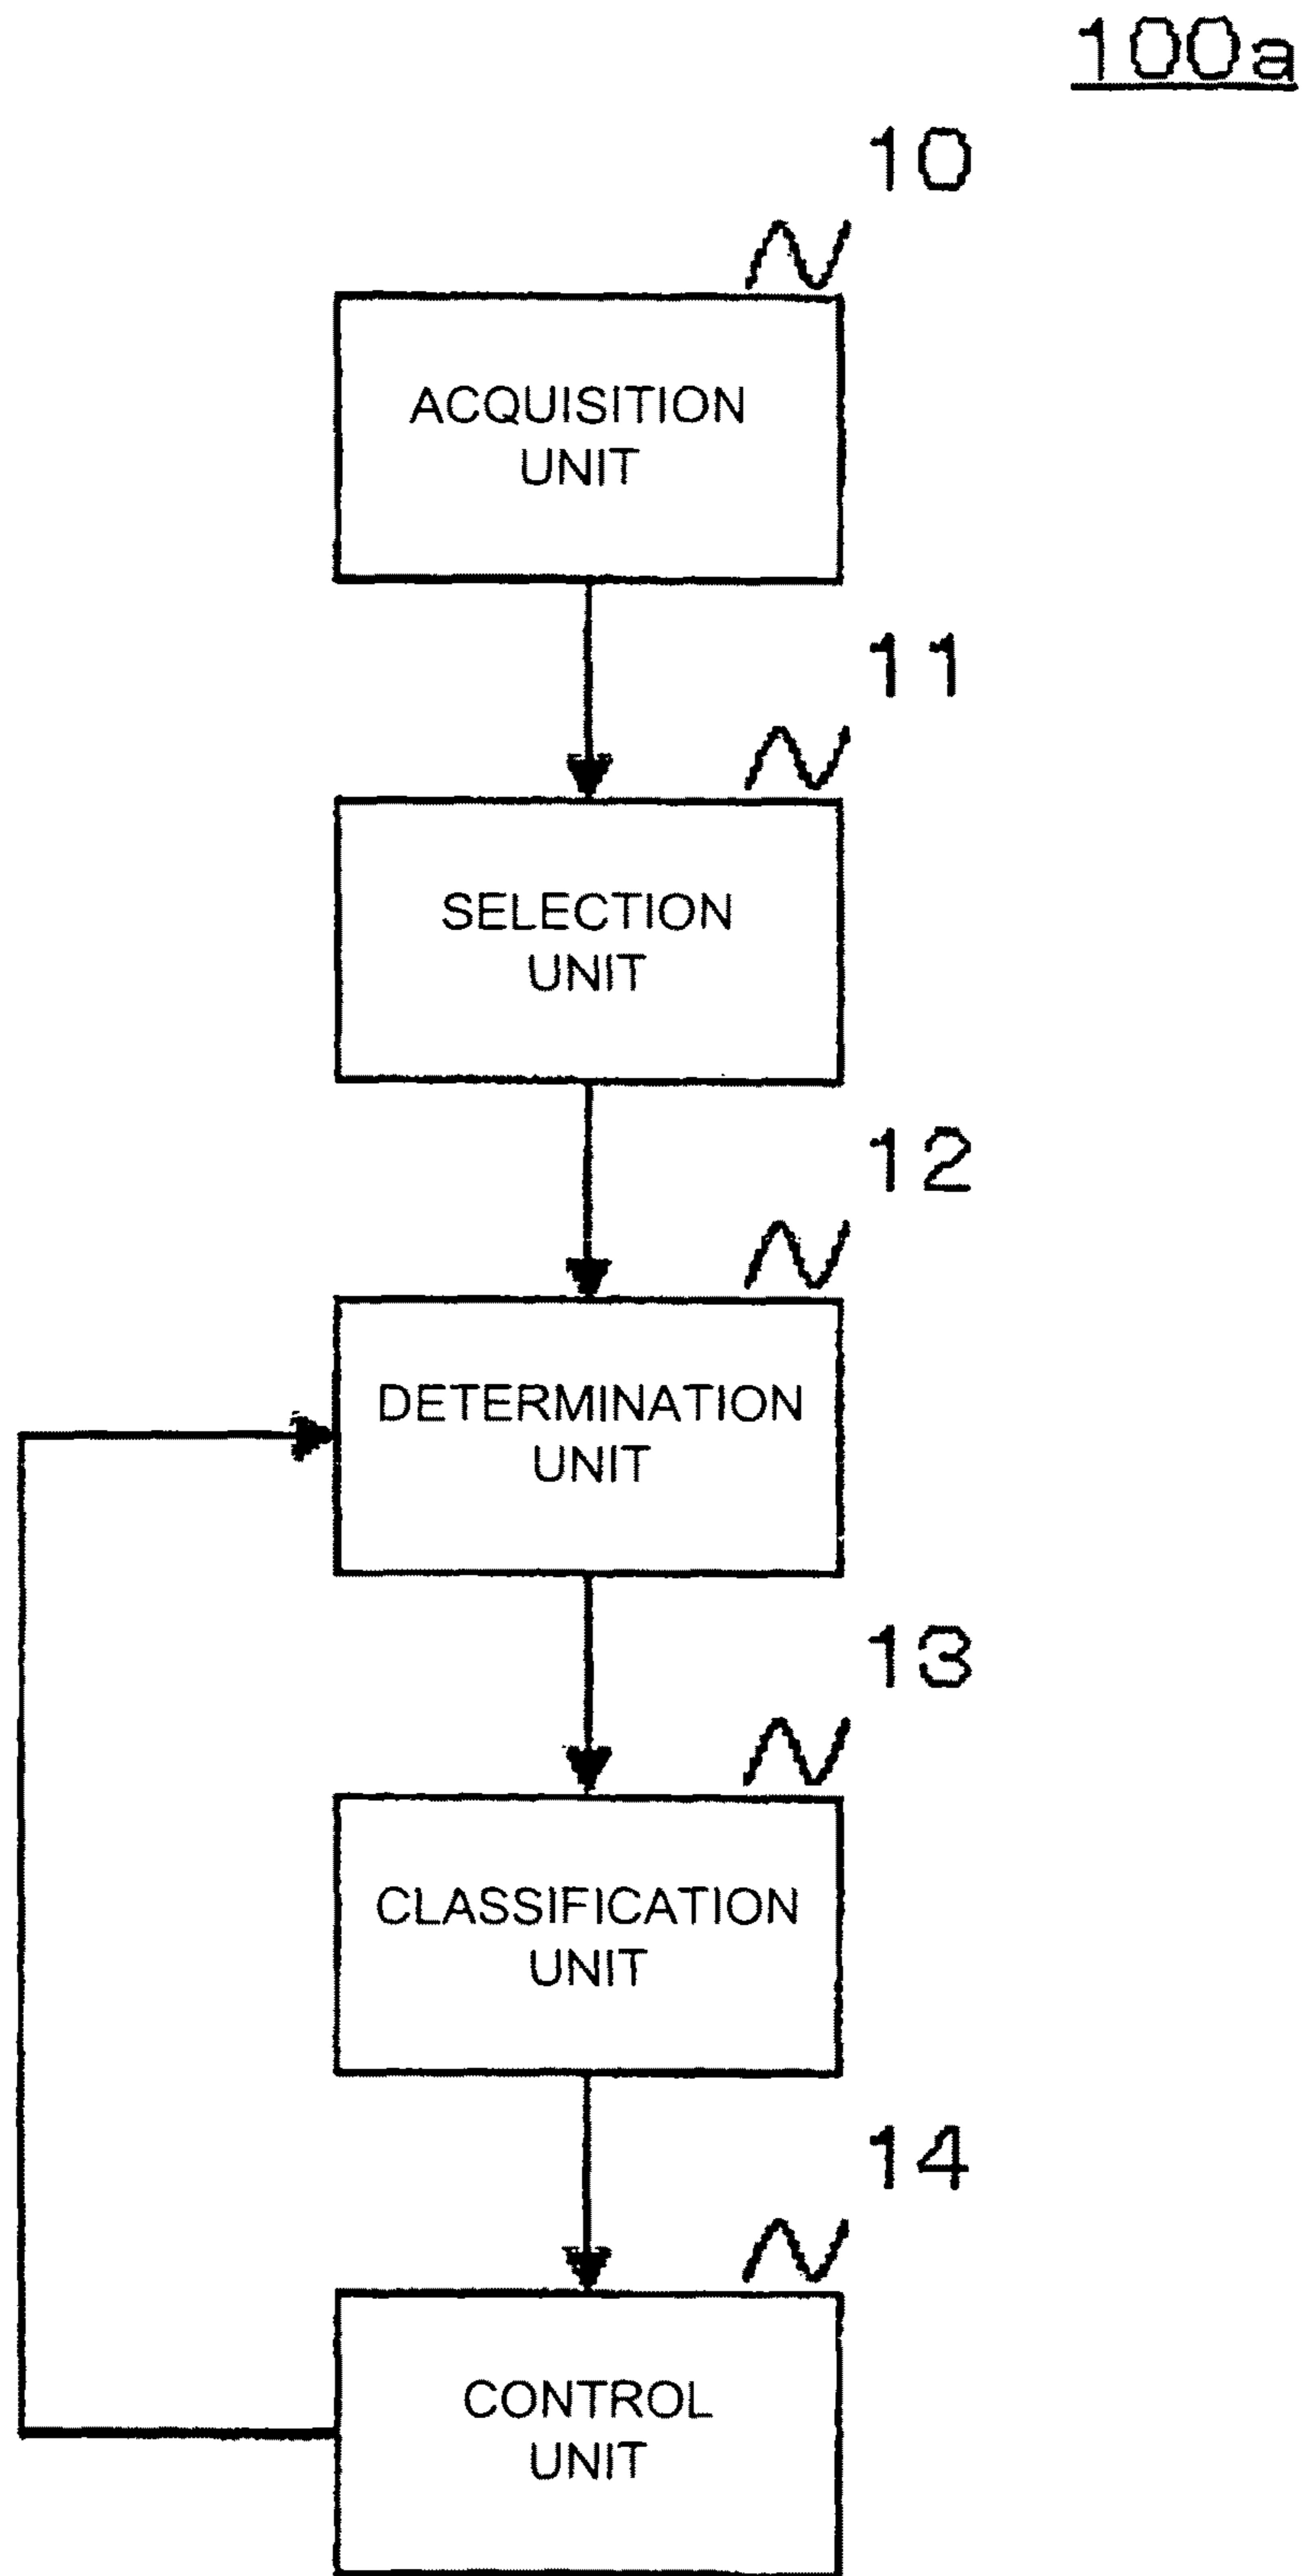 100a
10
ACQUISITION
UNIT
11
SELECTION
UNIT
12
DETERMINATION
UNIT
13
CLASSIFICATION
UNIT
14
CONTROL
UNIT